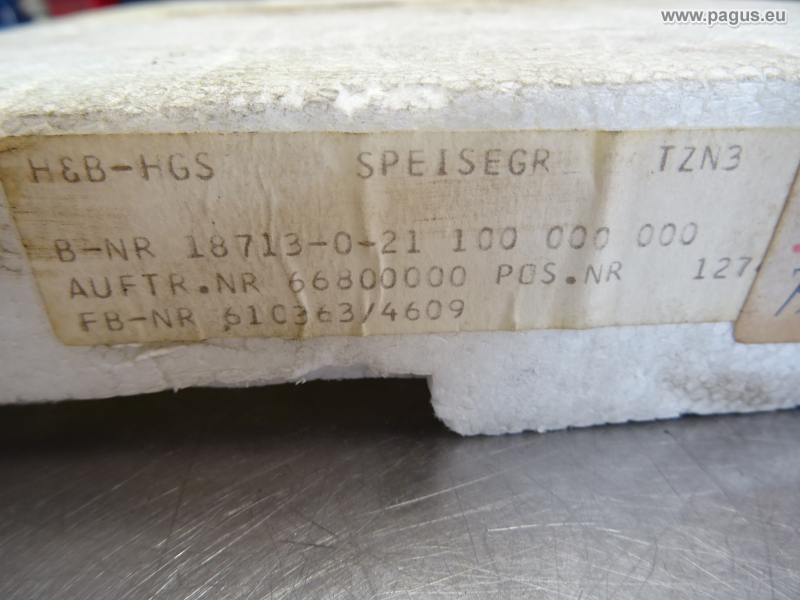 www.pagus.eu
H&B-HGS SPEISEGR TZN3
B-NR 18713-0-21 100 000 000
AUFTR.NR 66800000 POS.NR 127
FB-NR 610363/4609